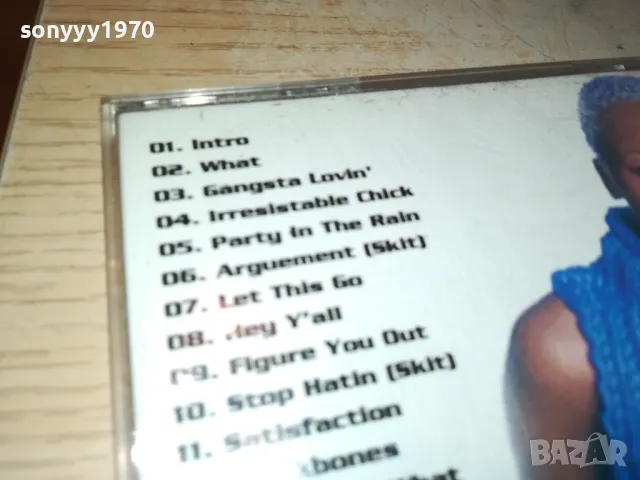 sonyyy1970
01. Intro
02. What
03. Gangsta Lovin'
04. Irresistable Chick
05. Party In The Rain
06. Arguement (Skit)
07. Let This Go
08. Hey Y'all
09. Figure You Out
10. Stop Hatin (Skit)
11. Satisfaction
BAZAR